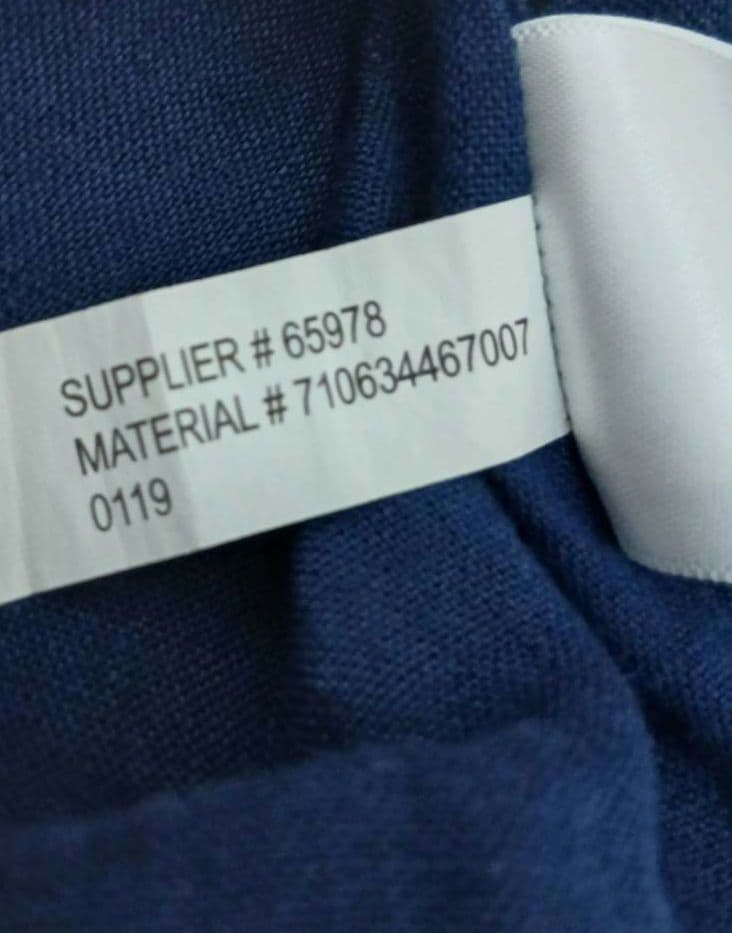 SUPPLIER # 65978
MATERIAL # 710634467007
0119